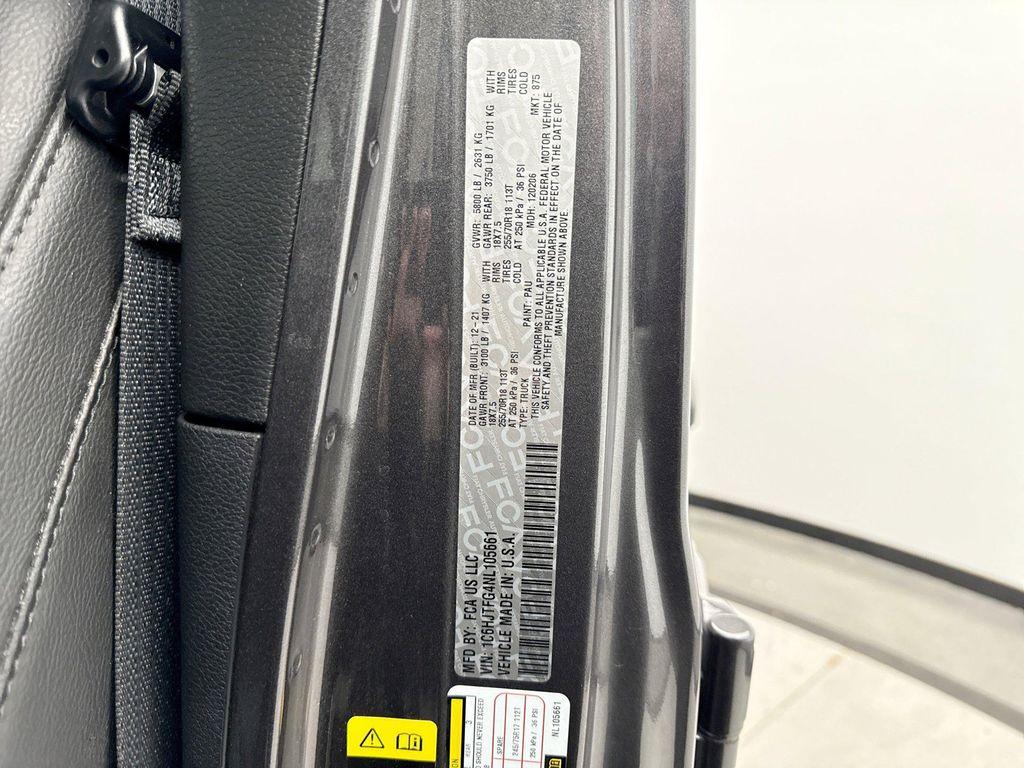 MFD BY: FCA US LLC
DATE OF MFR (BUILT): 12-21 GVWR: 5800 LB / 2631 KG
VIN: 1C6HJTFG4NL105661
GAWR FRONT: 3100 LB / 1407 KG WITH GAWR REAR: 3750 LB / 1701 KG WITH
18X7.5 RIMS 18X7.5 RIMS
255/70R18 113T TIRES 255/70R18 113T TIRES
AT 250 kPa / 36 PSI COLD AT 250 kPa / 36 PSI COLD
VEHICLE MADE IN: U.S.A.
TYPE: TRUCK PAINT: PAU MDH: 120206 MKT: 875
THIS VEHICLE CONFORMS TO ALL APPLICABLE U.S.A. FEDERAL MOTOR VEHICLE
SAFETY AND THEFT PREVENTION STANDARDS IN EFFECT ON THE DATE OF
MANUFACTURE SHOWN ABOVE
REAR 3
SHOULD NEVER EXCEED
SPARE
245/75R17 112T
250 kPa / 36 PSI
NL105661